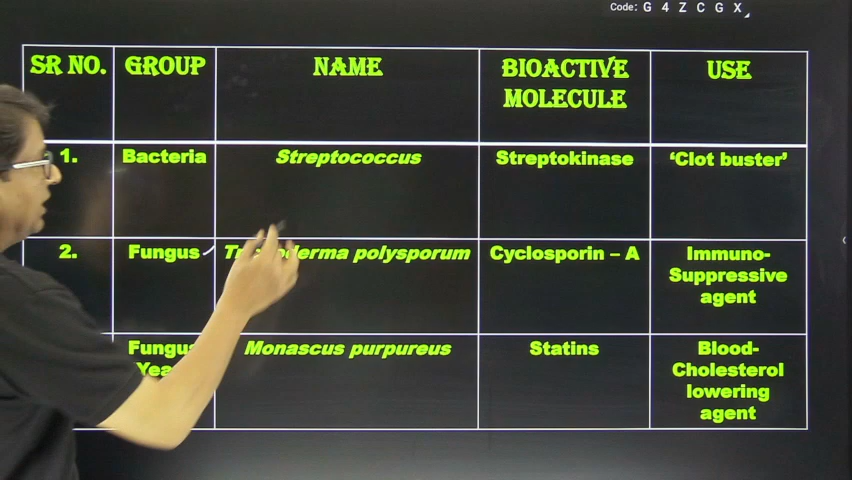 Code: G 4 Z C G X
SR NO. GROUP NAME BIOACTIVE MOLECULE USE
1. Bacteria Streptococcus Streptokinase ‘Clot buster’
2. Fungus polysporum Cyclosporin – A Immuno-
Suppressive
agent
Monascus purpureus Statins Blood-
Cholesterol
lowering
agent